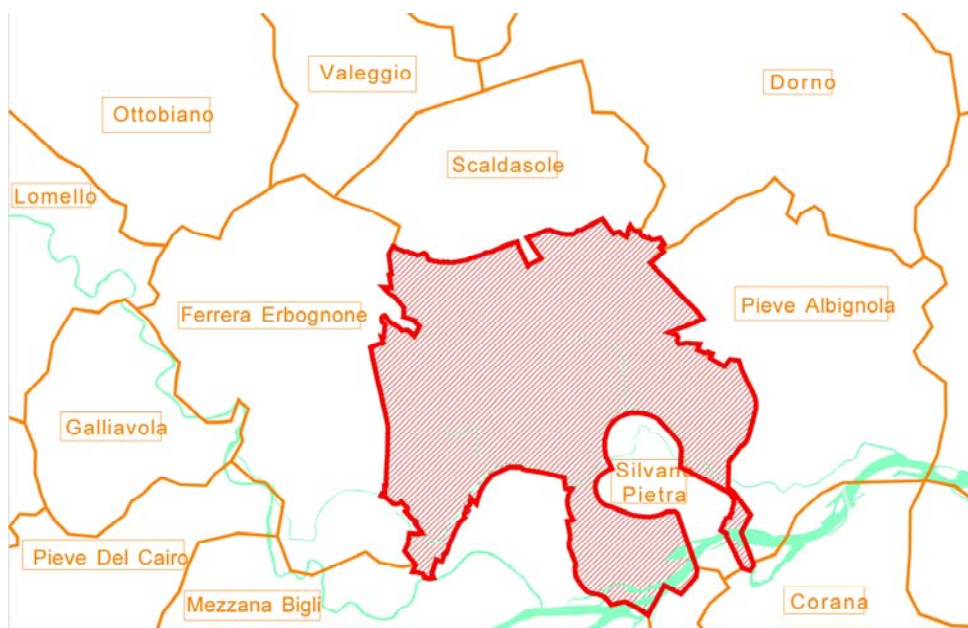 Valeggio
Dorno
Ottobiano
Scaldasole
Lomello
Ferrera Erbognone
Pieve Albignola
Galliavola
Silvano
Pietra
Pieve Del Cairo
Mezzana Bigli
Corana